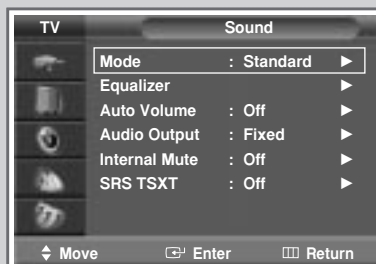 TV Sound
Mode : Standard ►
Equalizer ►
Auto Volume : Off ►
Audio Output : Fixed ►
Internal Mute : Off ►
SRS TSXT : Off ►
Move Enter Return